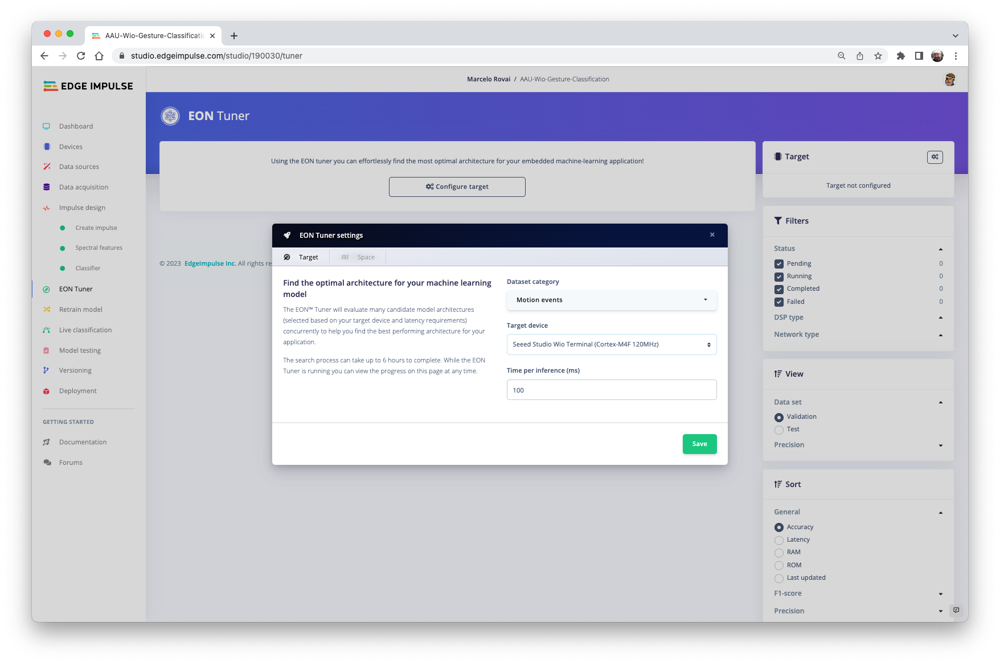 AAU-Wio-Gesture-Classificatio
studio.edgeimpulse.com/studio/190030/tuner
EDGE IMPULSE
Marcelo Rovai / AAU-Wio-Gesture-Classification
EON Tuner
Dashboard
Devices
Data sources
Data acquisition
Impulse design
Create impulse
Spectral features
Classifier
EON Tuner
Retrain model
Live classification
Model testing
Versioning
Deployment
GETTING STARTED
Documentation
Forums
Using the EON tuner you can effortlessly find the most optimal architecture for your embedded machine-learning application!
Configure target
© 2023 EdgeImpulse Inc. All rights re
EON Tuner settings
Target
Space
Find the optimal architecture for your machine learning
model
The EON™ Tuner will evaluate many candidate model architectures
(selected based on your target device and latency requirements)
concurrently to help you find the best performing architecture for your
application.
The search process can take up to 6 hours to complete. While the EON
Tuner is running you can view the progress on this page at any time.
Dataset category
Motion events
Target device
Seeed Studio Wio Terminal (Cortex-M4F 120MHz)
Time per inference (ms)
100
Save
Target
Target not configured
Filters
Status
Pending 0
Running 0
Completed 0
Failed 0
DSP type
Network type
View
Data set
Validation
Test
Precision
Sort
General
Accuracy
Latency
RAM
ROM
Last updated
F1-score
Precision